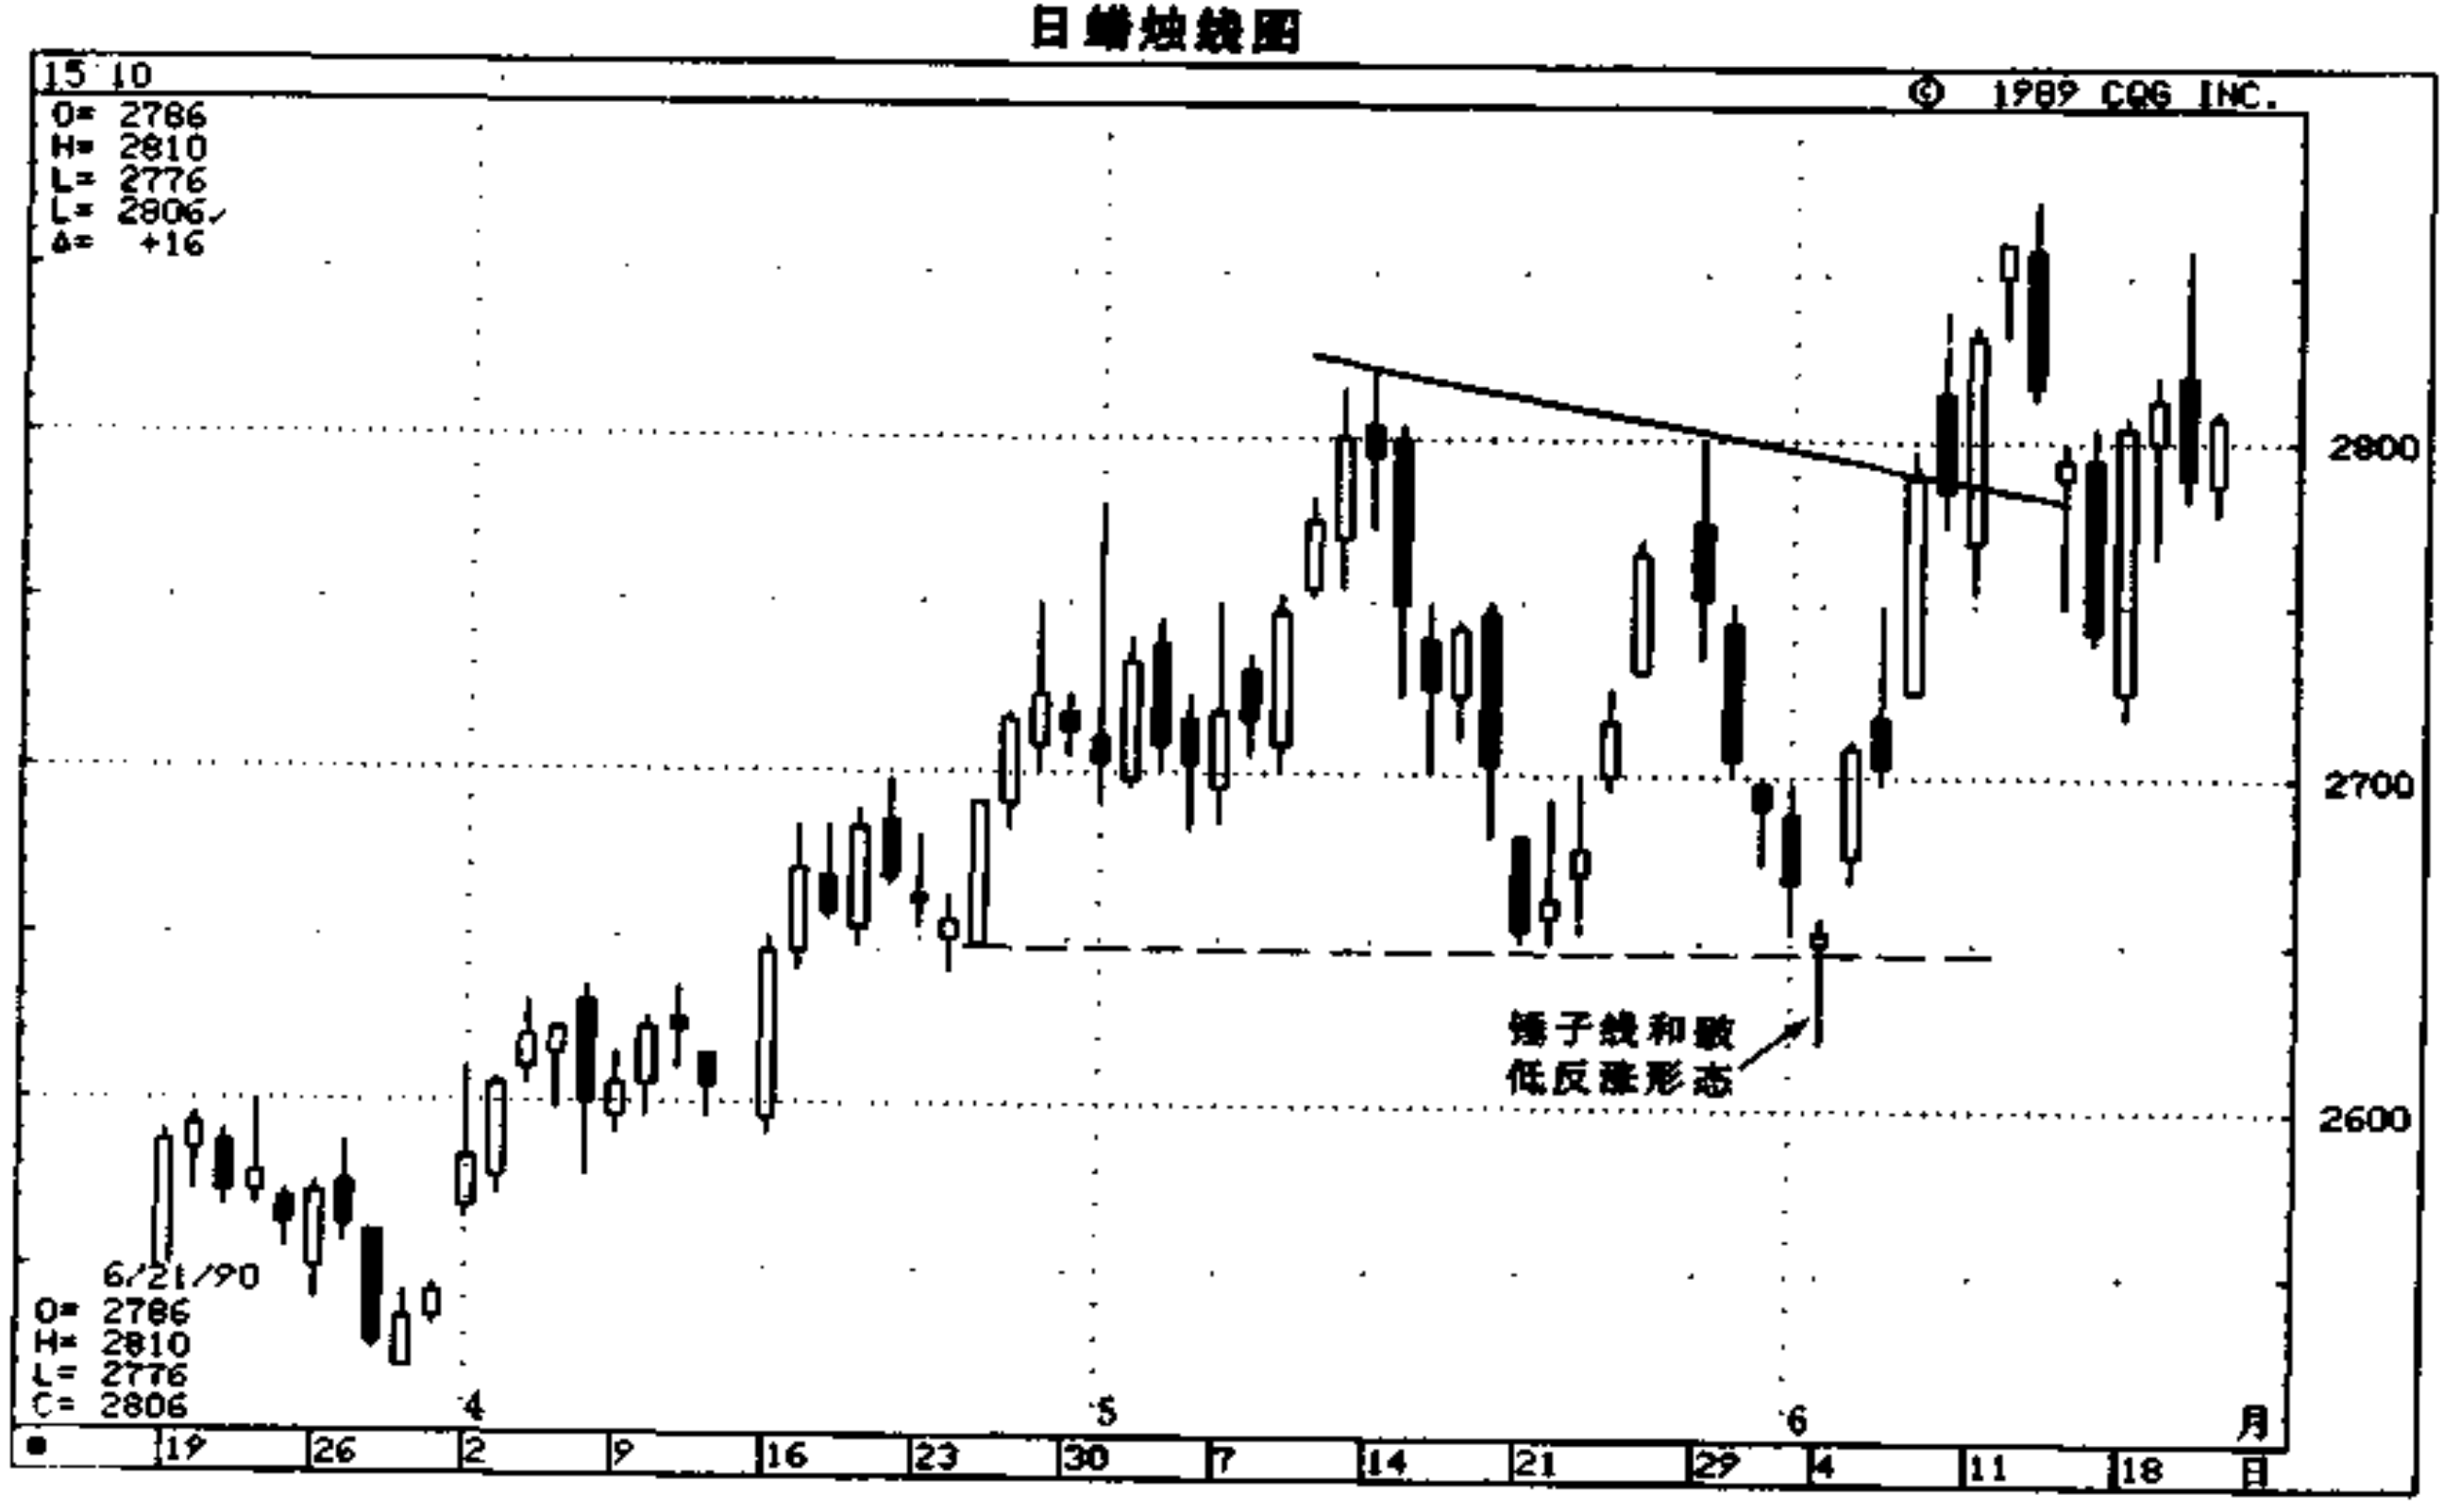 日蜡烛线图
15 10
© 1989 CQG INC.
O= 2786
H= 2810
L= 2776
L= 2806✓
Δ= +16
2800
2700
2600
锤子线和破
低反涨形态
6/21/90
O= 2786
H= 2810
L= 2776
C= 2806
4 5 6 月
19 26 2 9 16 23 30 7 14 21 29 4 11 18 日